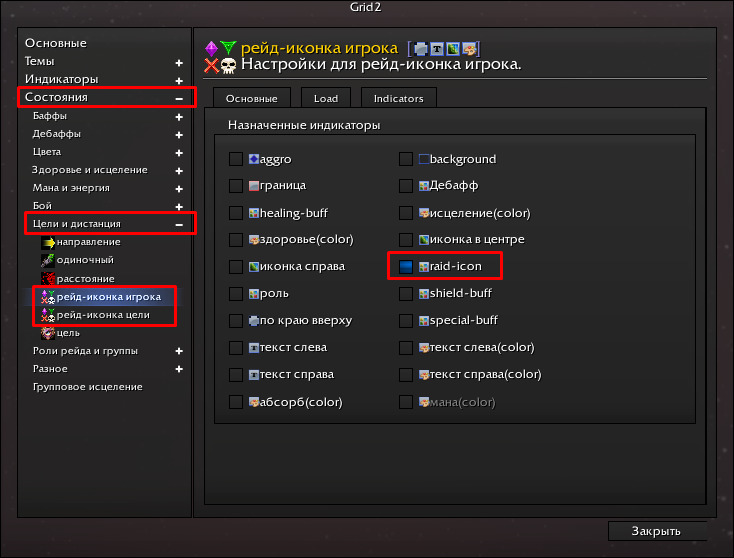 Grid2
Основные
Темы
Индикаторы
Состояния
Баффы
Дебаффы
Цвета
Здоровье и исцеление
Мана и энергия
Бой
Цели и дистанция
направление
одиночный
расстояние
рейд-иконка игрока
рейд-иконка цели
цель
Роли рейда и группы
Разное
Групповое исцеление
рейд-иконка игрока
Настройки для рейд-иконка игрока.
Основные Load Indicators
Назначенные индикаторы
aggro background
граница Дебафф
healing-buff исцеление(color)
здоровье(color) иконка в центре
иконка справа raid-icon
роль shield-buff
по краю вверху special-buff
текст слева текст слева(color)
текст справа текст справа(color)
абсорб(color) мана(color)
Закрыть